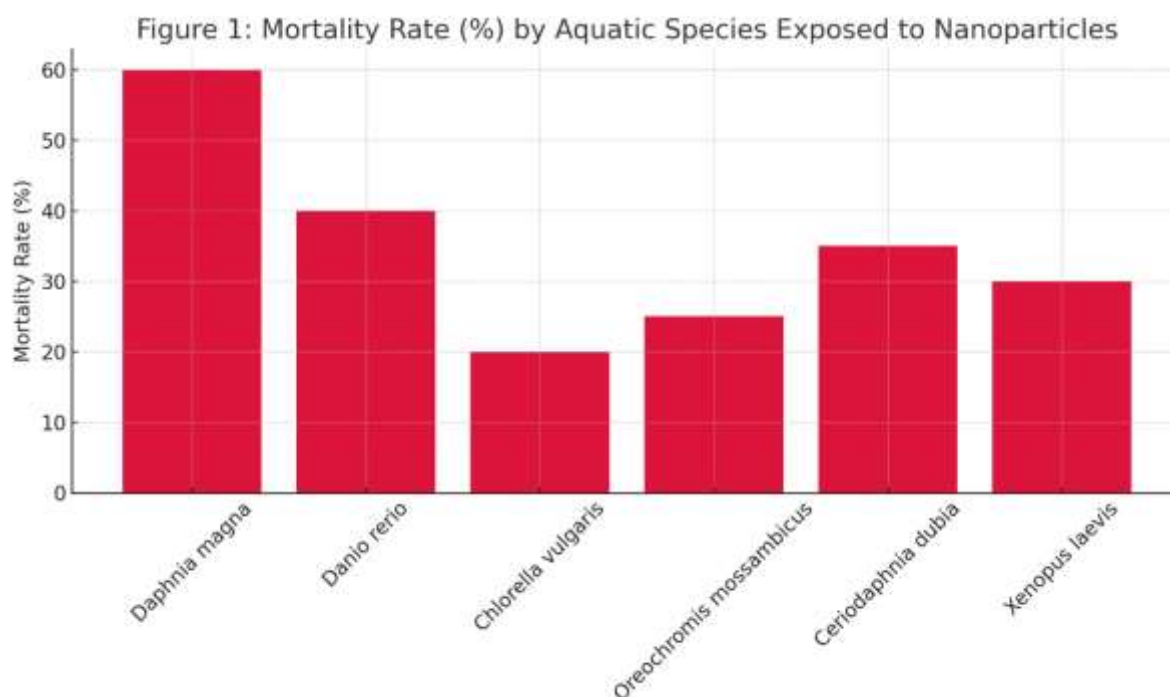 Figure 1: Mortality Rate (%) by Aquatic Species Exposed to Nanoparticles
Mortality Rate (%)
60
50
40
30
20
10
0
Daphnia magna
Danio rerio
Chlorella vulgaris
Oreochromis mossambicus
Ceriodaphnia dubia
Xenopus laevis